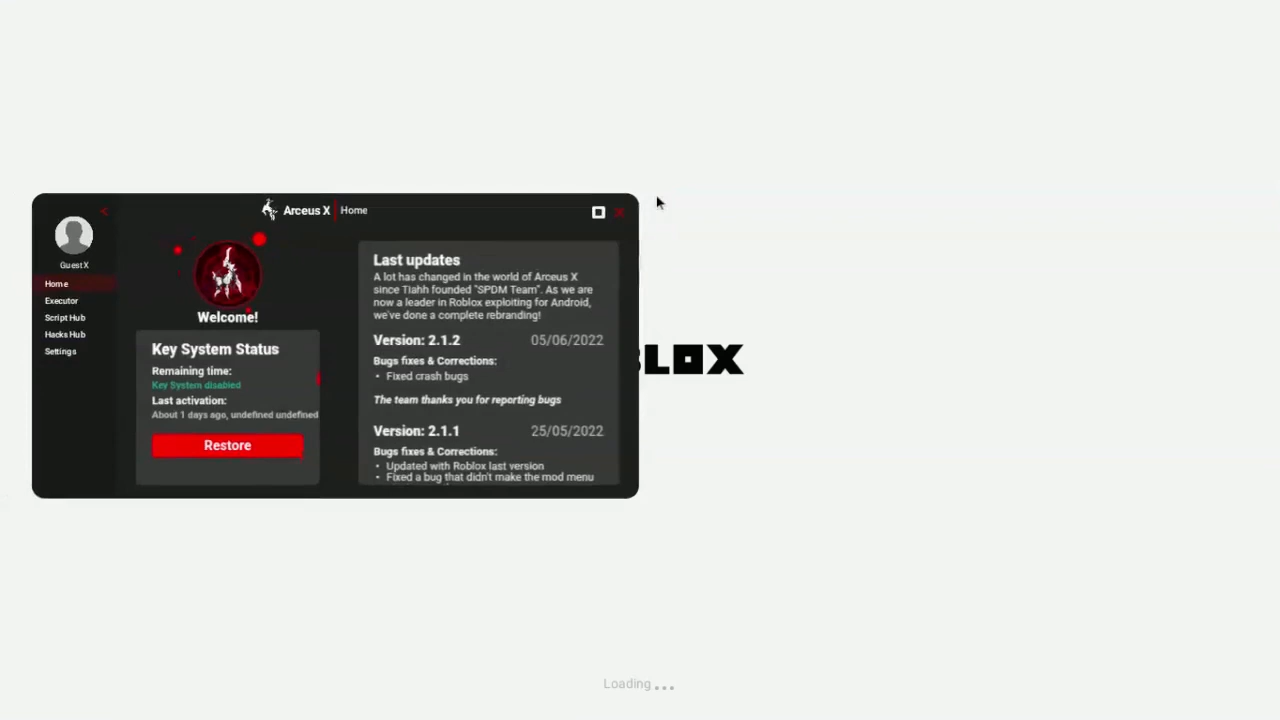 <
Arceus X
Home
GuestX
Home
Executor
Script Hub
Hacks Hub
Settings
Welcome!
Key System Status
Remaining time:
Key System disabled
Last activation:
About 1 days ago, undefined undefined
Restore
Last updates
A lot has changed in the world of Arceus X
since Tiahh founded "SPDM Team". As we are
now a leader in Roblox exploiting for Android,
we've done a complete rebranding!
Version: 2.1.2 05/06/2022
Bugs fixes & Corrections:
• Fixed crash bugs
The team thanks you for reporting bugs
Version: 2.1.1 25/05/2022
Bugs fixes & Corrections:
• Updated with Roblox last version
• Fixed a bug that didn't make the mod menu
BLOX
Loading...